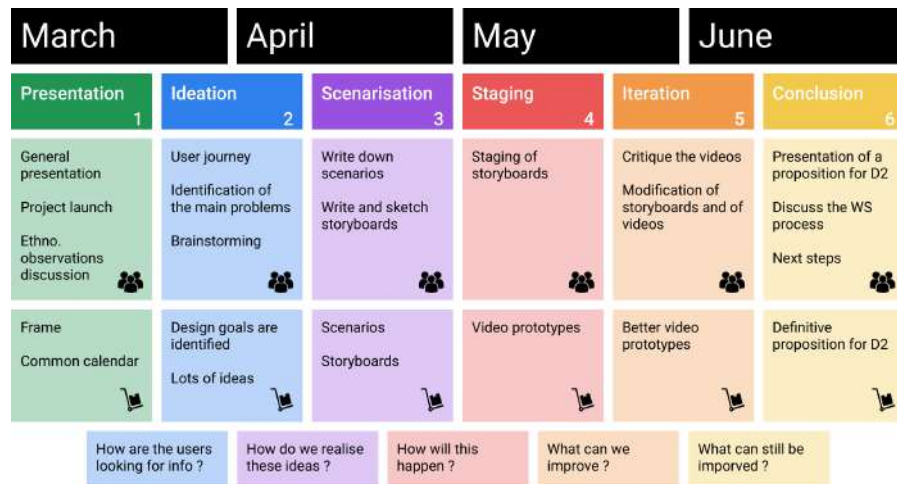 March
April
May
June
Presentation
1
Ideation
2
Scenarisation
3
Staging
4
Iteration
5
Conclusion
6
General
presentation
Project launch
Ethno.
observations
discussion
User journey
Identification of
the main problems
Brainstorming
Write down
scenarios
Write and sketch
storyboards
Staging of
storyboards
Critique the videos
Modification of
storyboards and of
videos
Presentation of a
proposition for D2
Discuss the WS
process
Next steps
Frame
Common calendar
Design goals are
identified
Lots of ideas
Scenarios
Storyboards
Video prototypes
Better video
prototypes
Definitive
proposition for D2
How are the users
looking for info ?
How do we realise
these ideas ?
How will this
happen ?
What can we
improve ?
What can still be
imporved ?